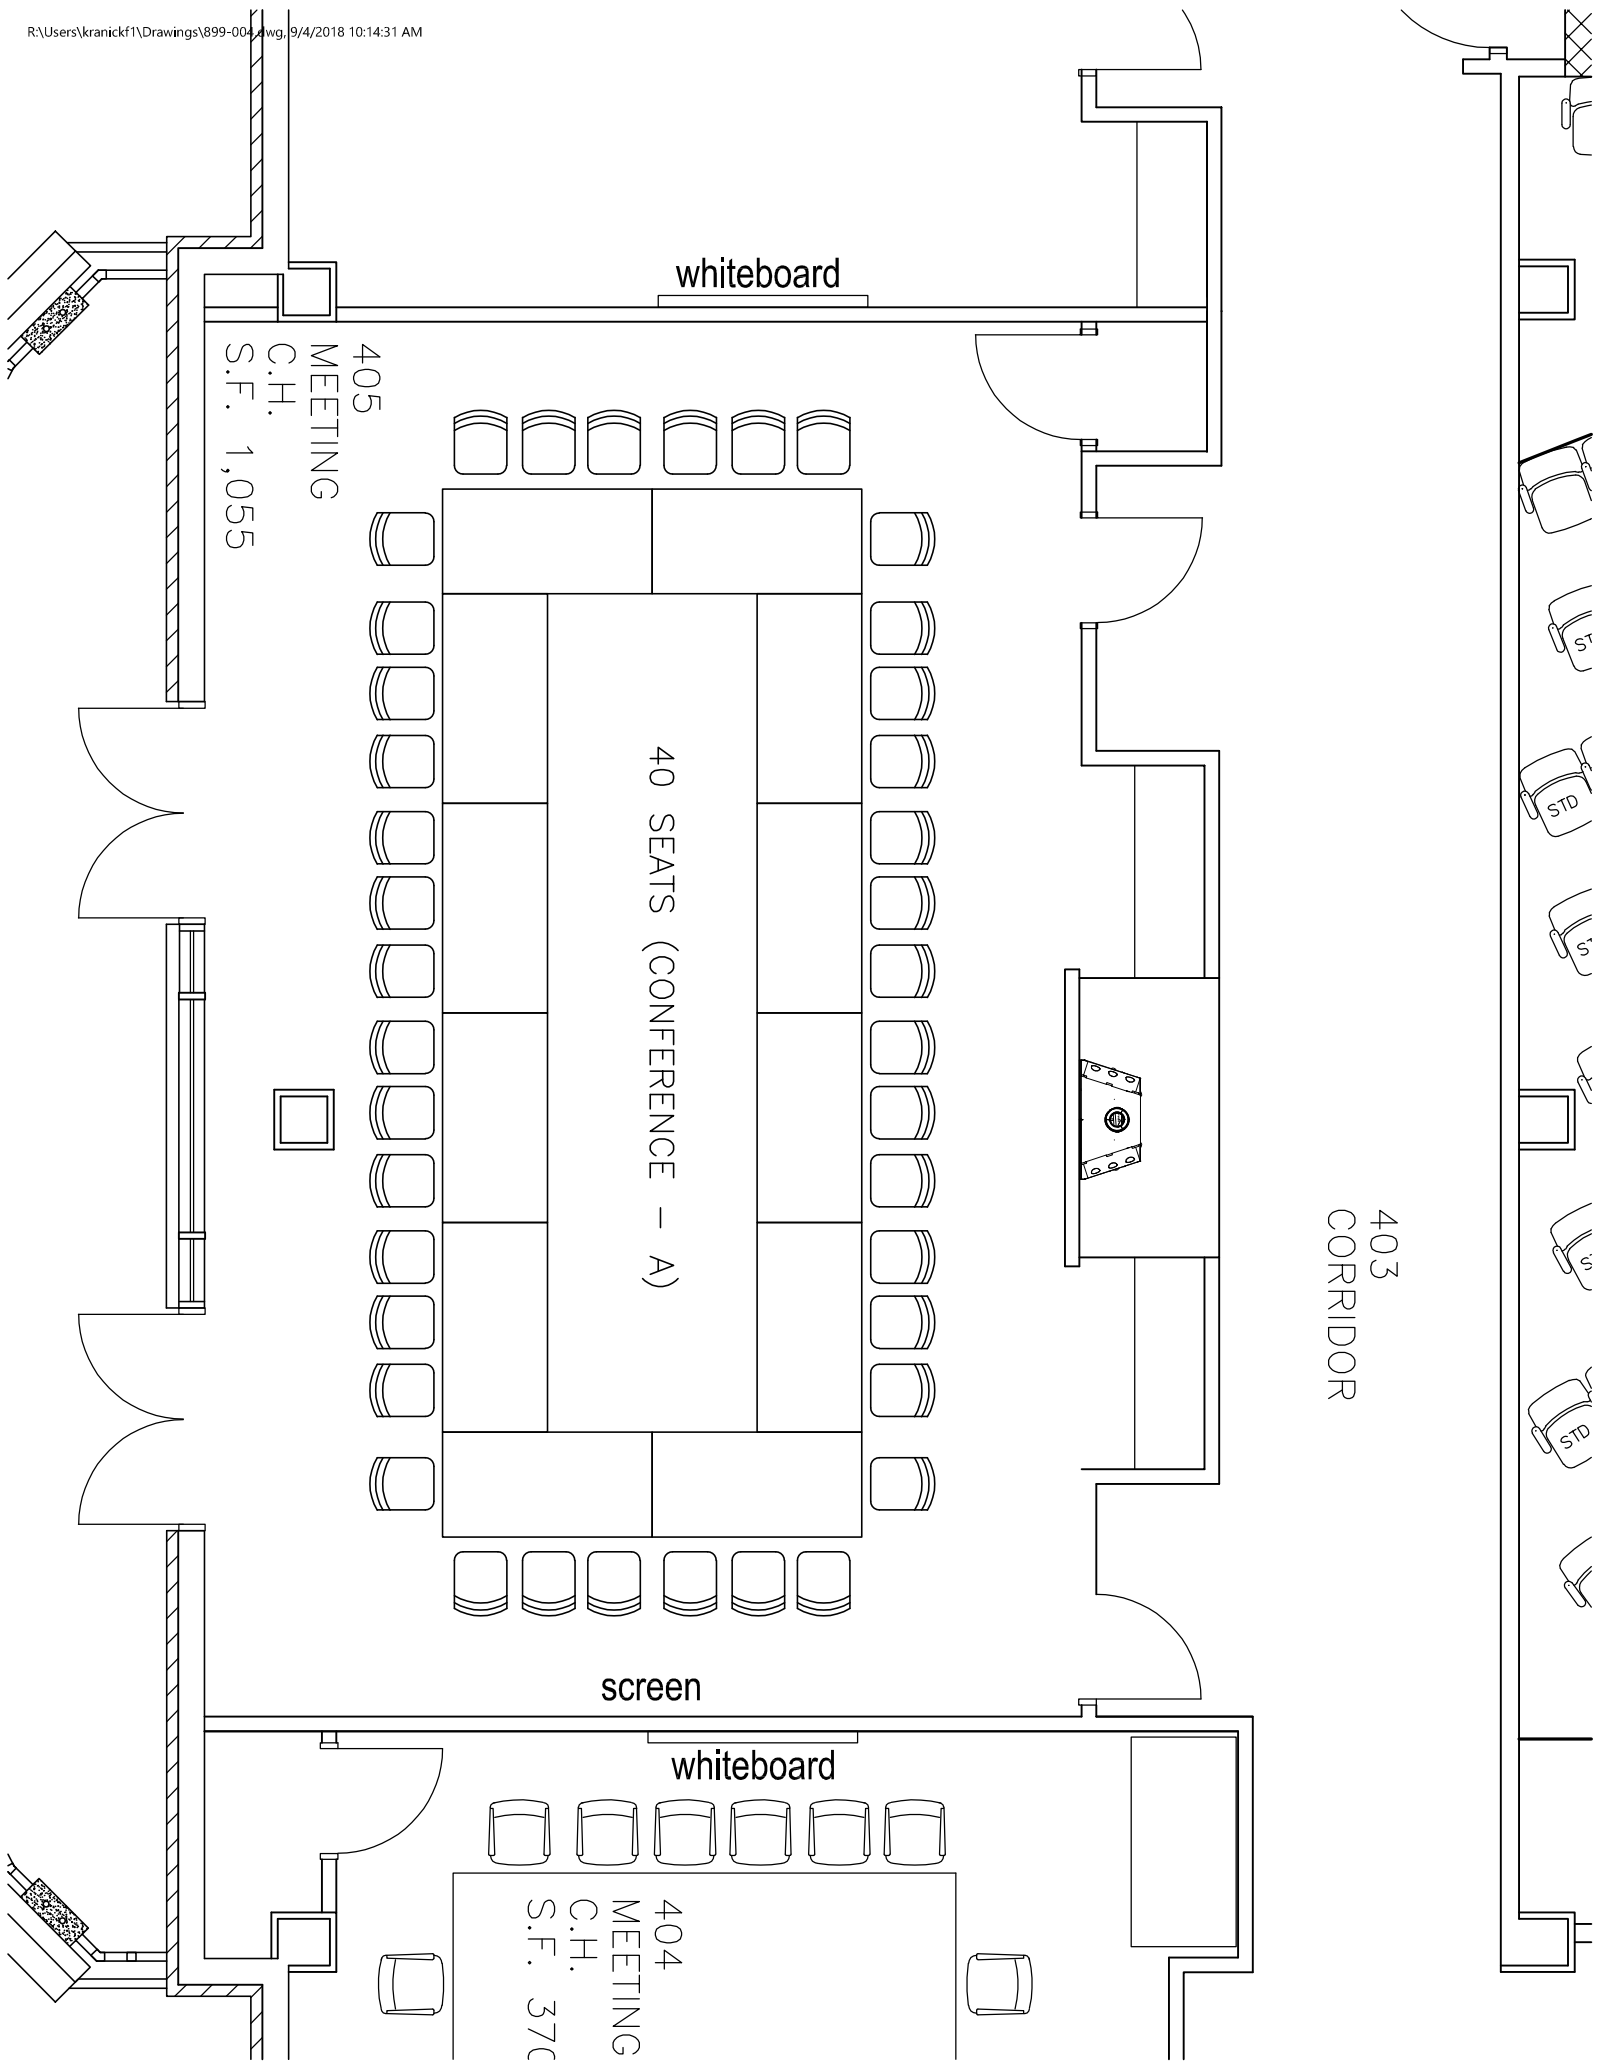 R:\Users\kranickf1\Drawings\899-004.dwg, 9/4/2018 10:14:31 AM
whiteboard
405
MEETING
C.H.
S.F. 1,055
STD
STD
40 SEATS (CONFERENCE - A)
403
CORRIDOR
STD
screen
whiteboard
404
MEETING
C.H.
S.F. 370